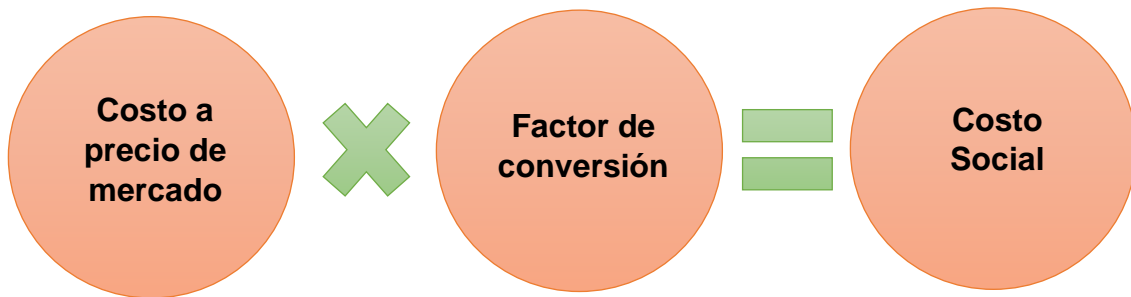 Costo a
precio de
mercado
Factor de
conversión
Costo
Social